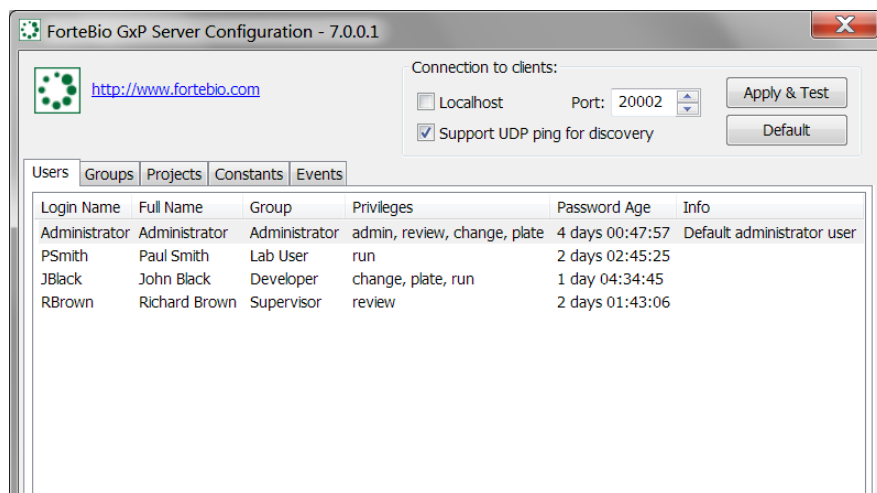 ForteBio GxP Server Configuration - 7.0.0.1
http://www.fortebio.com
Connection to clients:
Localhost Port: 20002 Apply & Test
Support UDP ping for discovery Default
Users Groups Projects Constants Events
Login Name Full Name Group Privileges Password Age Info
Administrator Administrator Administrator admin, review, change, plate 4 days 00:47:57 Default administrator user
PSmith Paul Smith Lab User run 2 days 02:45:25
JBlack John Black Developer change, plate, run 1 day 04:34:45
RBrown Richard Brown Supervisor review 2 days 01:43:06